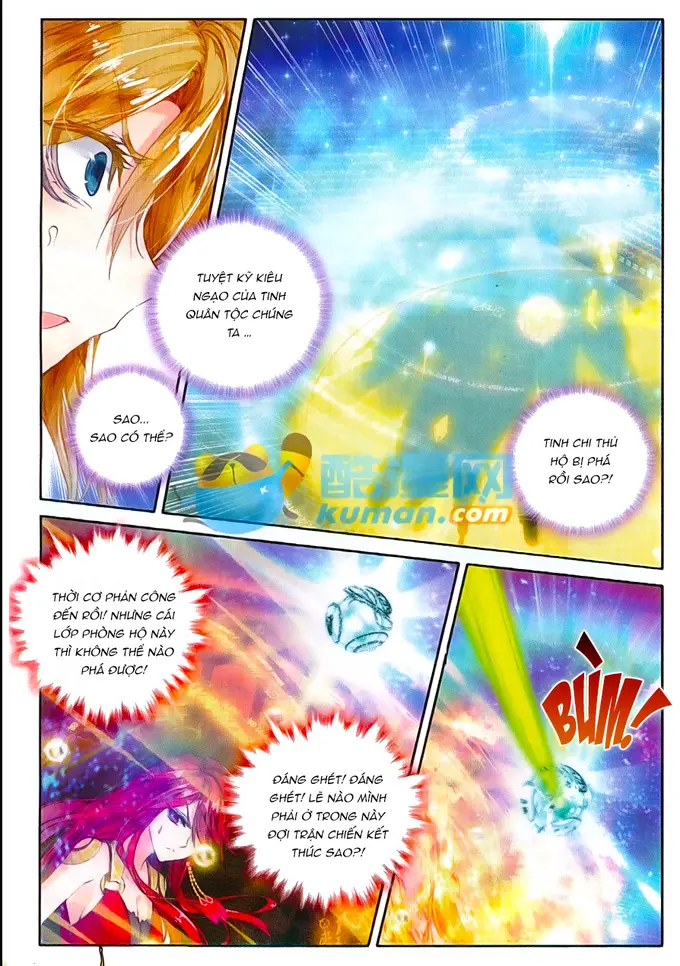 TUYỆT KỸ KIÊU
NGẠO CỦA TINH
QUÂN TỘC CHÚNG
TA ...
SAO...
SAO CÓ THỂ?
TINH CHI THỦ
HỘ BỊ PHÁ
RỒI SAO?!
酷漫网
kuman.com
THỜI CƠ PHẢN CÔNG
ĐẾN RỒI! NHƯNG CÁI
LỚP PHÒNG HỘ NÀY
THÌ KHÔNG THỂ NÀO
PHÁ ĐƯỢC!
BÙM!
ĐÁNG GHÉT! ĐÁNG
GHÉT! LẼ NÀO MÌNH
PHẢI Ở TRONG NÀY
ĐỢI TRẬN CHIẾN KẾT
THÚC SAO?!